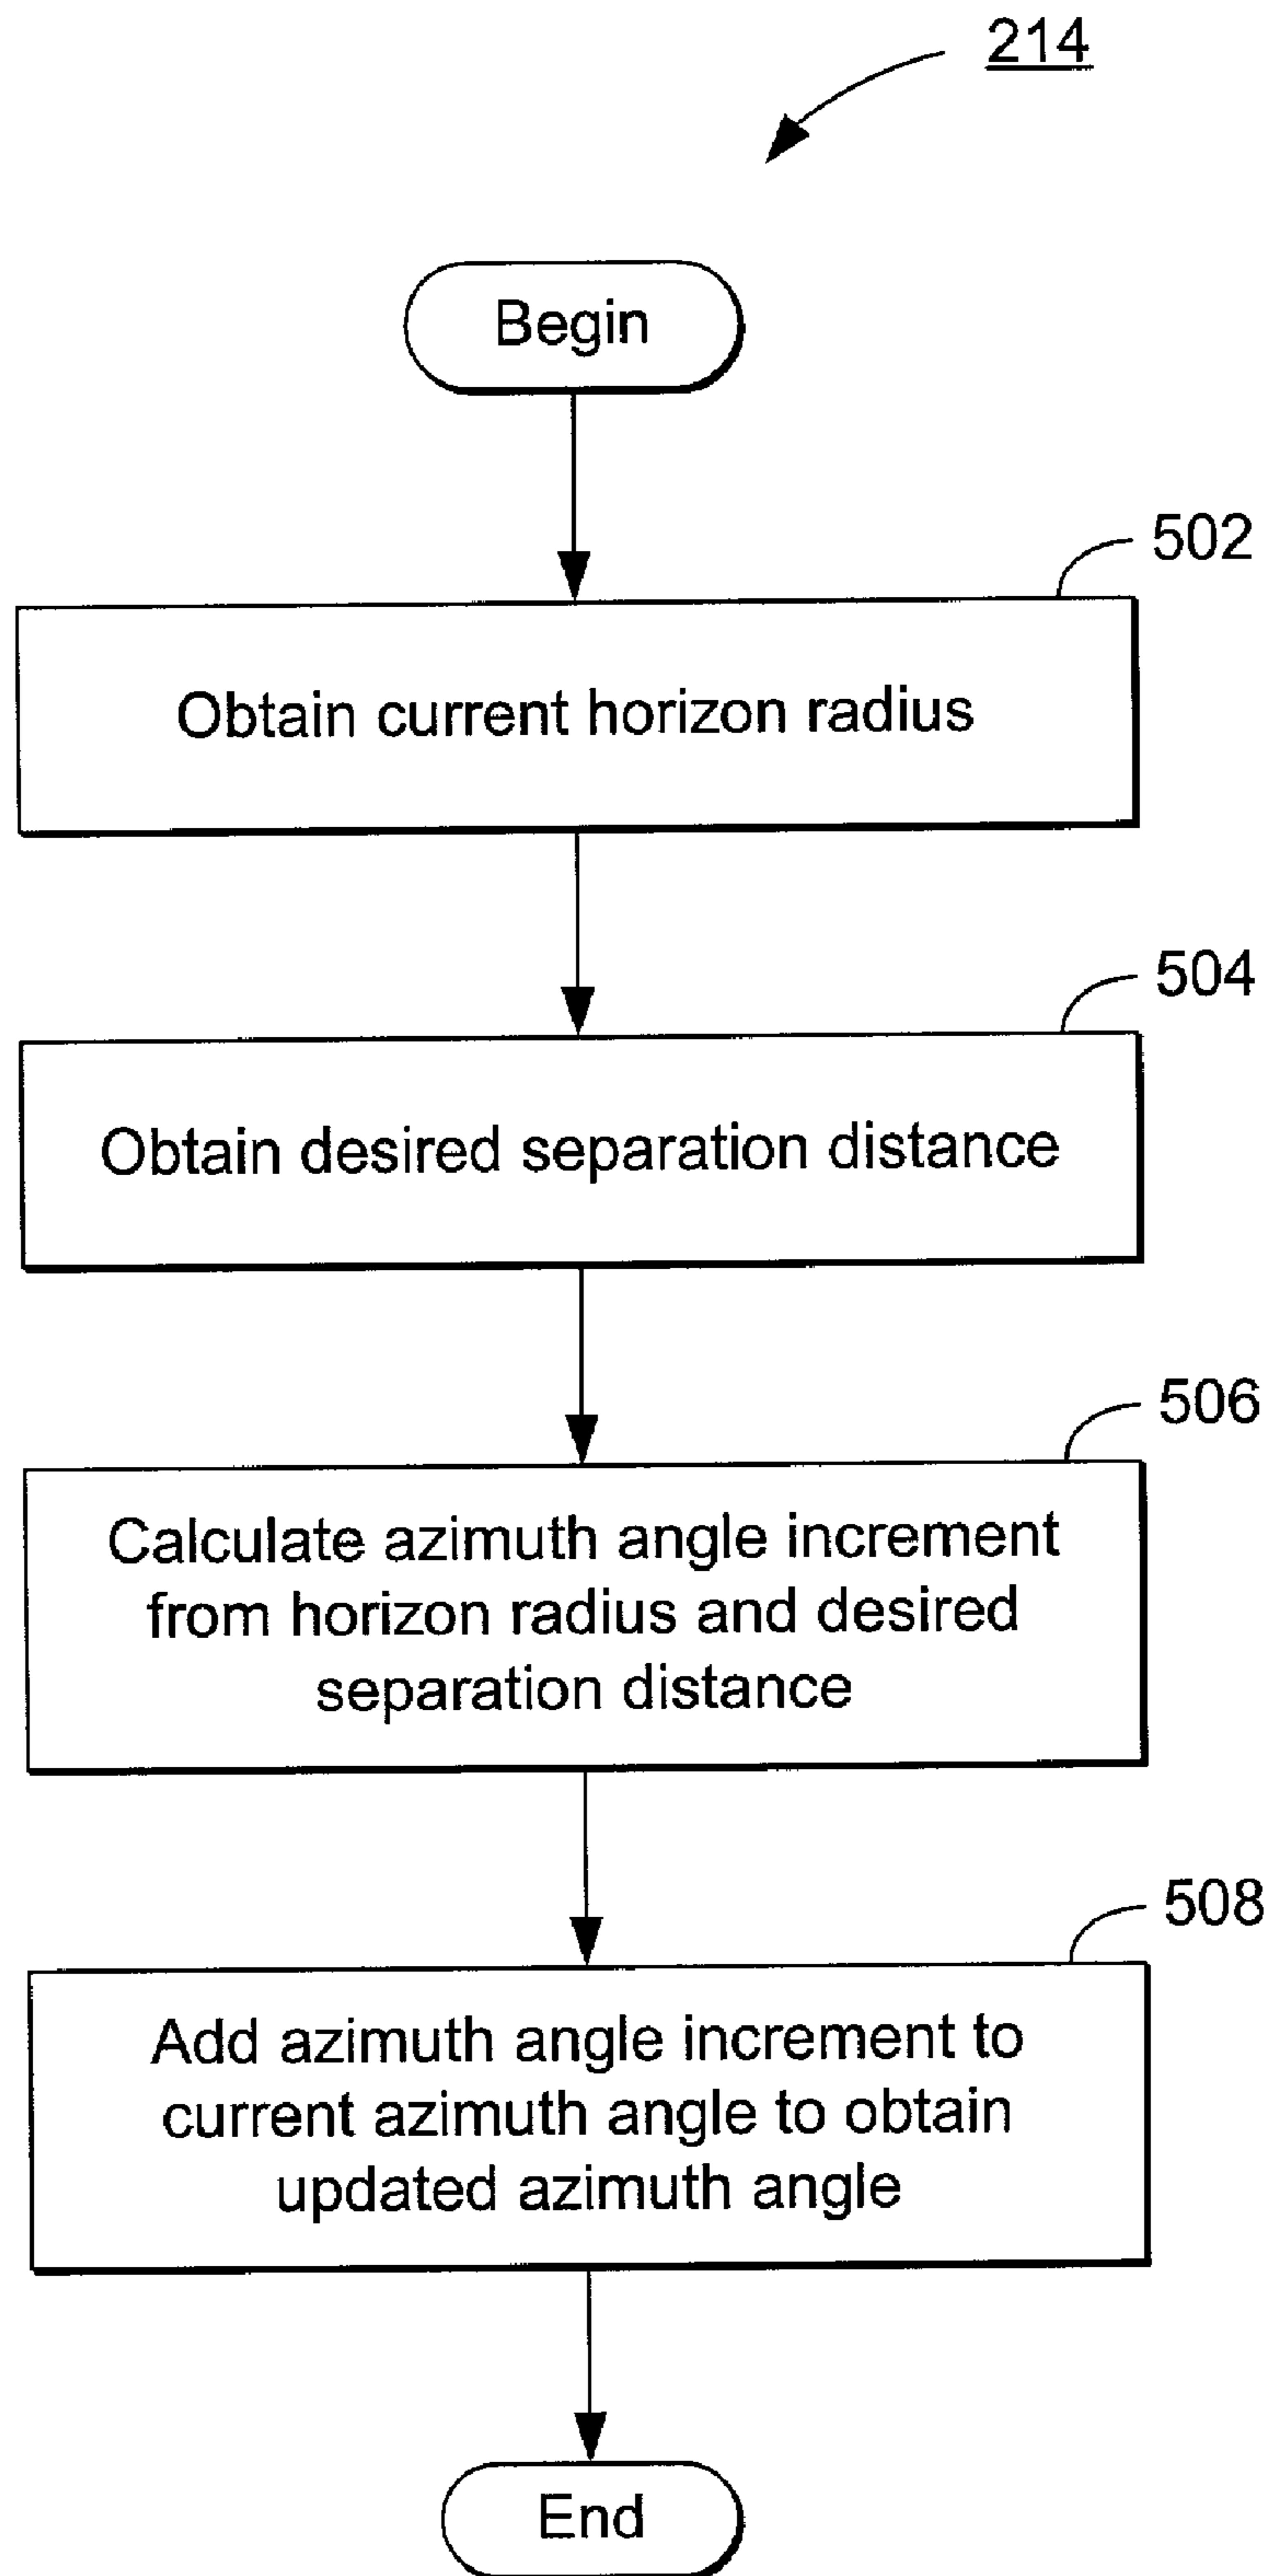 214
Begin
502
Obtain current horizon radius
504
Obtain desired separation distance
506
Calculate azimuth angle increment
from horizon radius and desired
separation distance
508
Add azimuth angle increment to
current azimuth angle to obtain
updated azimuth angle
End